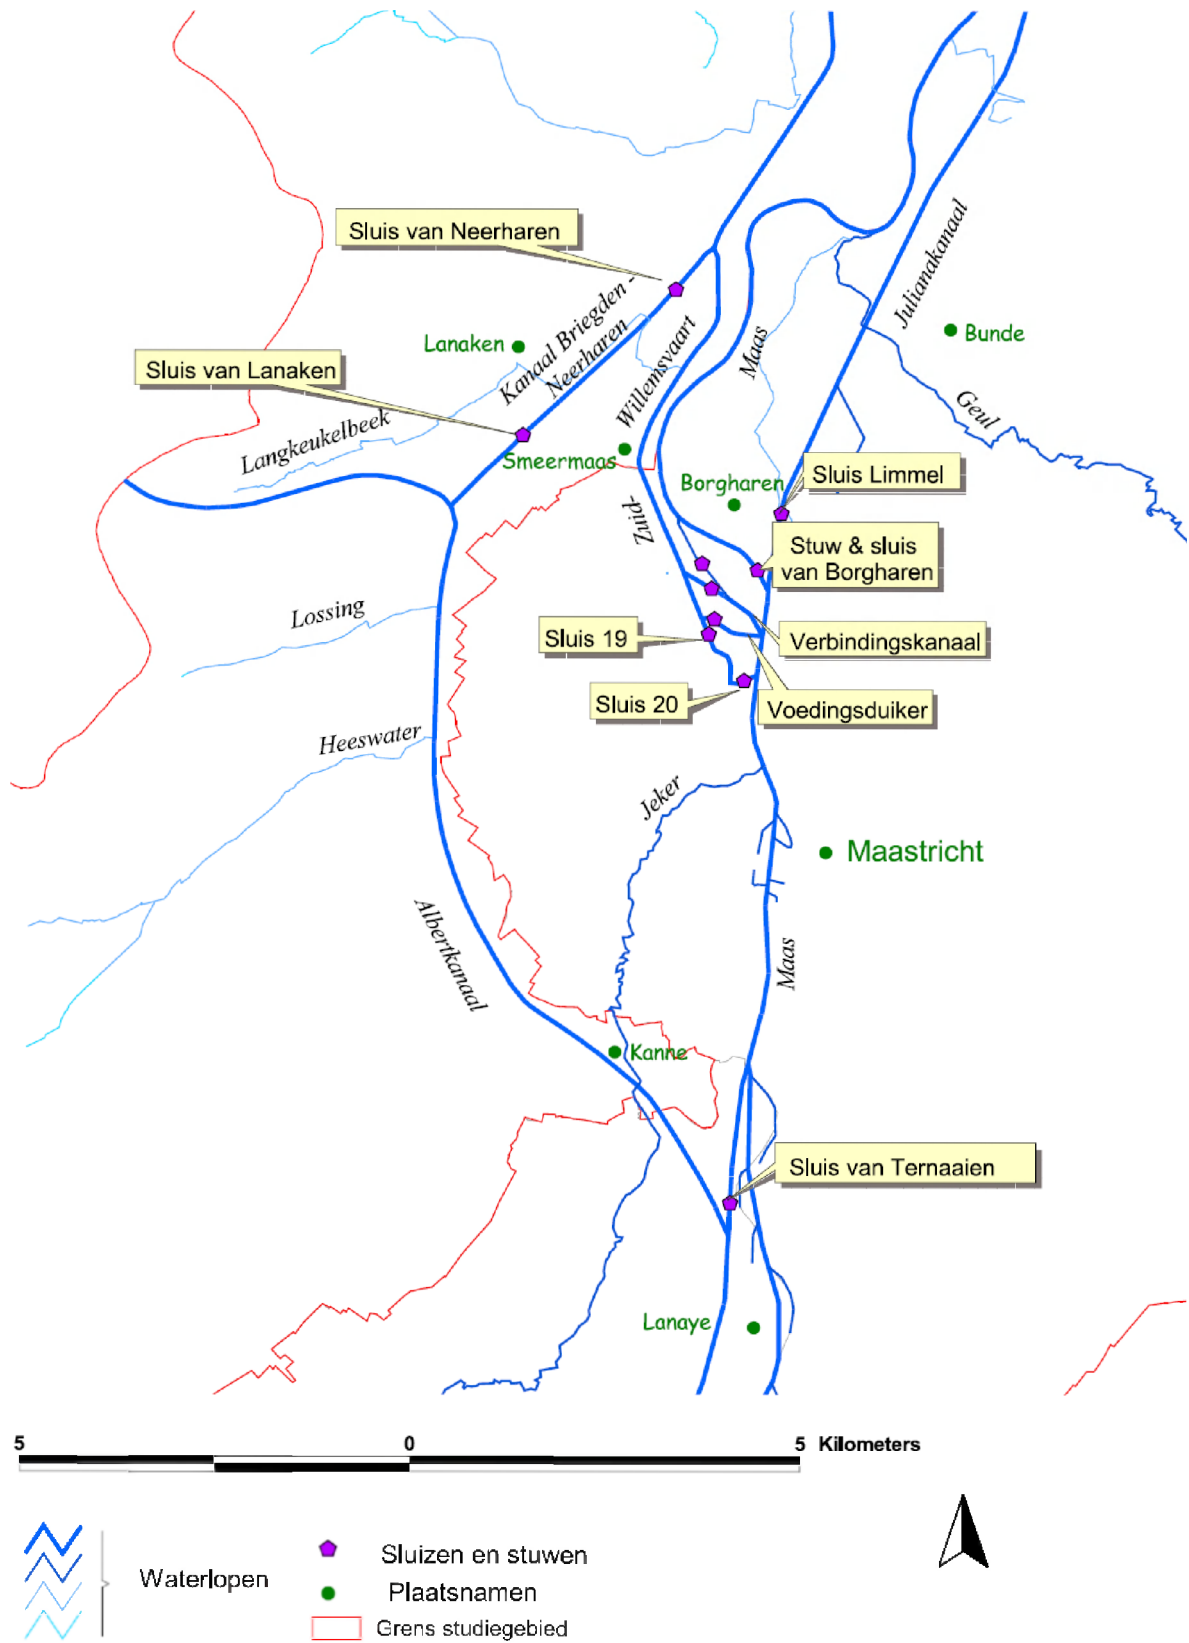 Sluis van Neerharen
Kanaal Briegden -
Neerharen
Julianakanaal
Lanaken
Bunde
Maas
Willemsvaart
Sluis van Lanaken
Geul
Langkeukelbeek
Smeermaas
Sluis Limmel
Borgharen
Zuid-
Stuw & sluis
van Borgharen
Lossing
Sluis 19
Verbindingskanaal
Sluis 20
Voedingsduiker
Heeswater
Jeker
Maastricht
Albertkanaal
Maas
Kanne
Sluis van Ternaaien
Lanaye
5 0 5 Kilometers
Sluizen en stuwen
Waterlopen
Plaatsnamen
Grens studiegebied